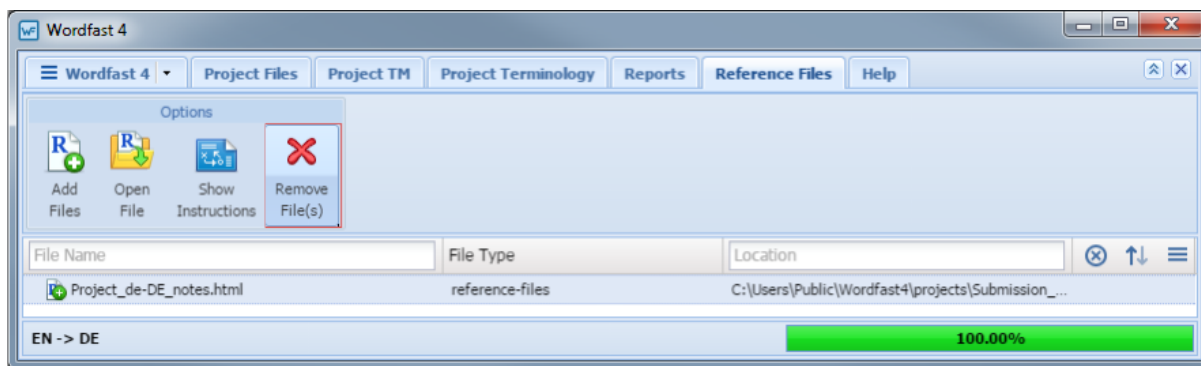 Wordfast 4
Wordfast 4 Project Files Project TM Project Terminology Reports Reference Files Help
Options
Add Files Open File Show Instructions Remove File(s)
File Name File Type Location
Project_de-DE_notes.html reference-files C:\Users\Public\Wordfast4\projects\Submission_...
EN -> DE 100.00%